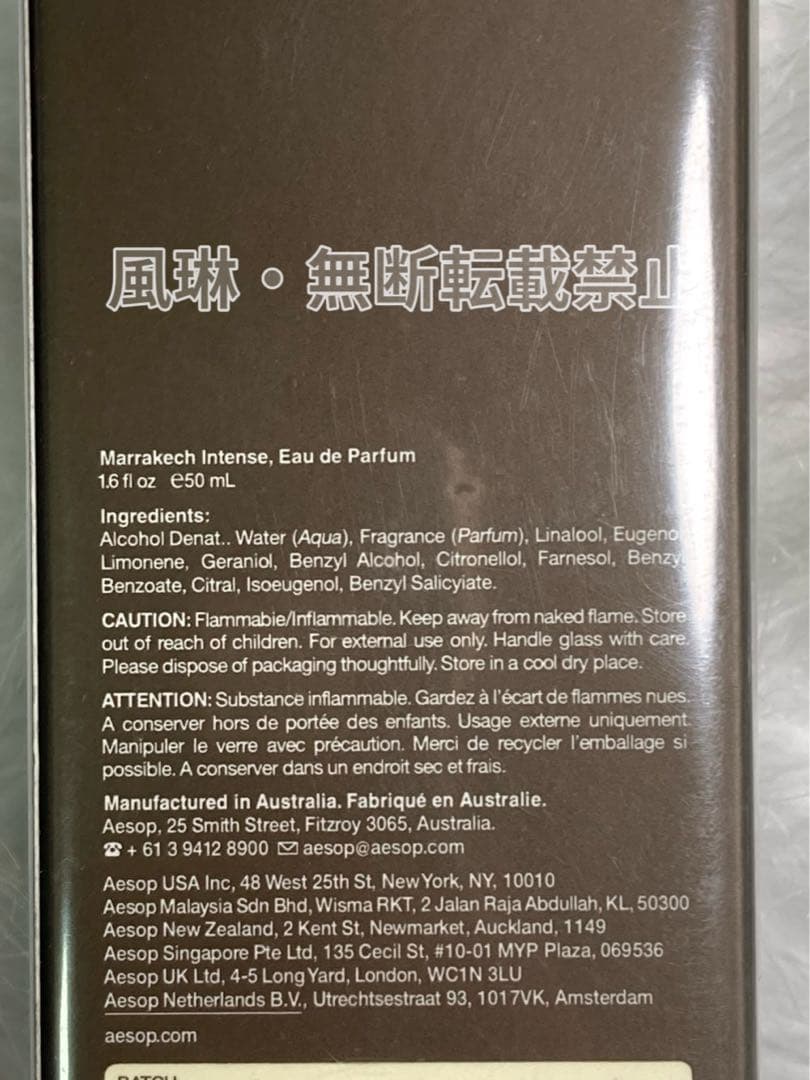 風琳・無断転載禁止
Marrakech Intense, Eau de Parfum
1.6 fl oz ℮50 mL
Ingredients:
Alcohol Denat.. Water (Aqua), Fragrance (Parfum), Linalool, Eugeno
Limonene, Geraniol, Benzyl Alcohol, Citronellol, Farnesol, Benzy
Benzoate, Citral, Isoeugenol, Benzyl Salicyiate.
CAUTION: Flammabie/Inflammable. Keep away from naked flame. Store
out of reach of children. For external use only. Handle glass with care.
Please dispose of packaging thoughtfully. Store in a cool dry place.
ATTENTION: Substance inflammable. Gardez à l'écart de flammes nues.
A conserver hors de portée des enfants. Usage externe uniquement.
Manipuler le verre avec précaution. Merci de recycler l'emballage si
possible. A conserver dans un endroit sec et frais.
Manufactured in Australia. Fabriqué en Australie.
Aesop, 25 Smith Street, Fitzroy 3065, Australia.
☎ + 61 3 9412 8900 ✉ aesop@aesop.com
Aesop USA Inc, 48 West 25th St, New York, NY, 10010
Aesop Malaysia Sdn Bhd, Wisma RKT, 2 Jalan Raja Abdullah, KL, 50300
Aesop New Zealand, 2 Kent St, Newmarket, Auckland, 1149
Aesop Singapore Pte Ltd, 135 Cecil St, #10-01 MYP Plaza, 069536
Aesop UK Ltd, 4-5 Long Yard, London, WC1N 3LU
Aesop Netherlands B.V., Utrechtsestraat 93, 1017VK, Amsterdam
aesop.com
BATCH